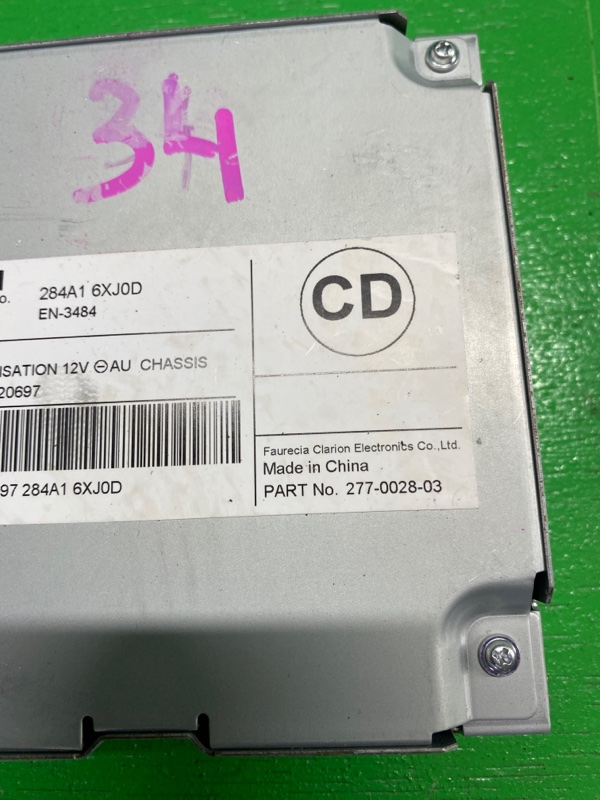 34
284A1 6XJ0D
EN-3484
CD
12V ⊖AU CHASSIS
20697
Faurecia Clarion Electronics Co.,Ltd.
Made in China
97 284A1 6XJ0D
PART No. 277-0028-03